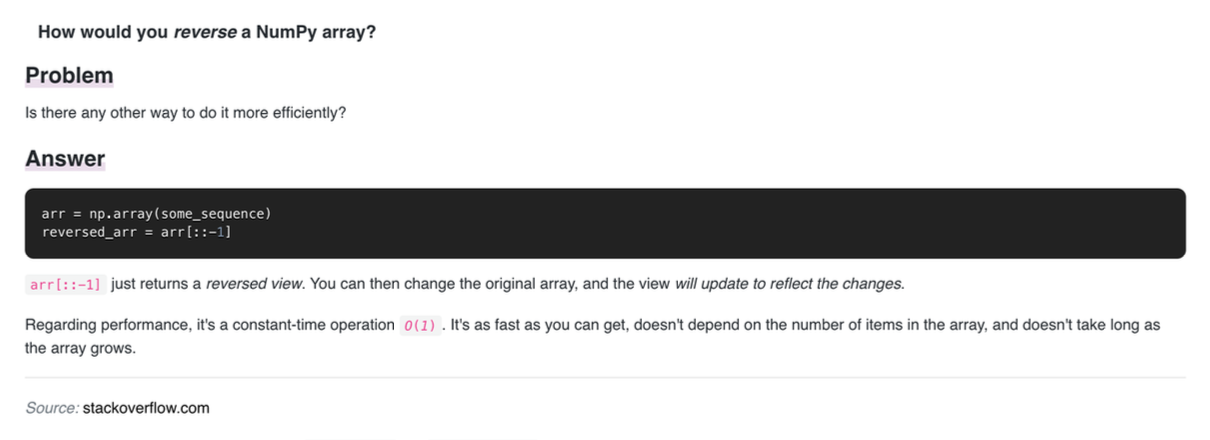 How would you reverse a NumPy array?
Problem
Is there any other way to do it more efficiently?
Answer
arr = np.array(some_sequence)
reversed_arr = arr[::-1]
arr[::-1] just returns a reversed view. You can then change the original array, and the view will update to reflect the changes.
Regarding performance, it's a constant-time operation O(1) . It's as fast as you can get, doesn't depend on the number of items in the array, and doesn't take long as
the array grows.
Source: stackoverflow.com